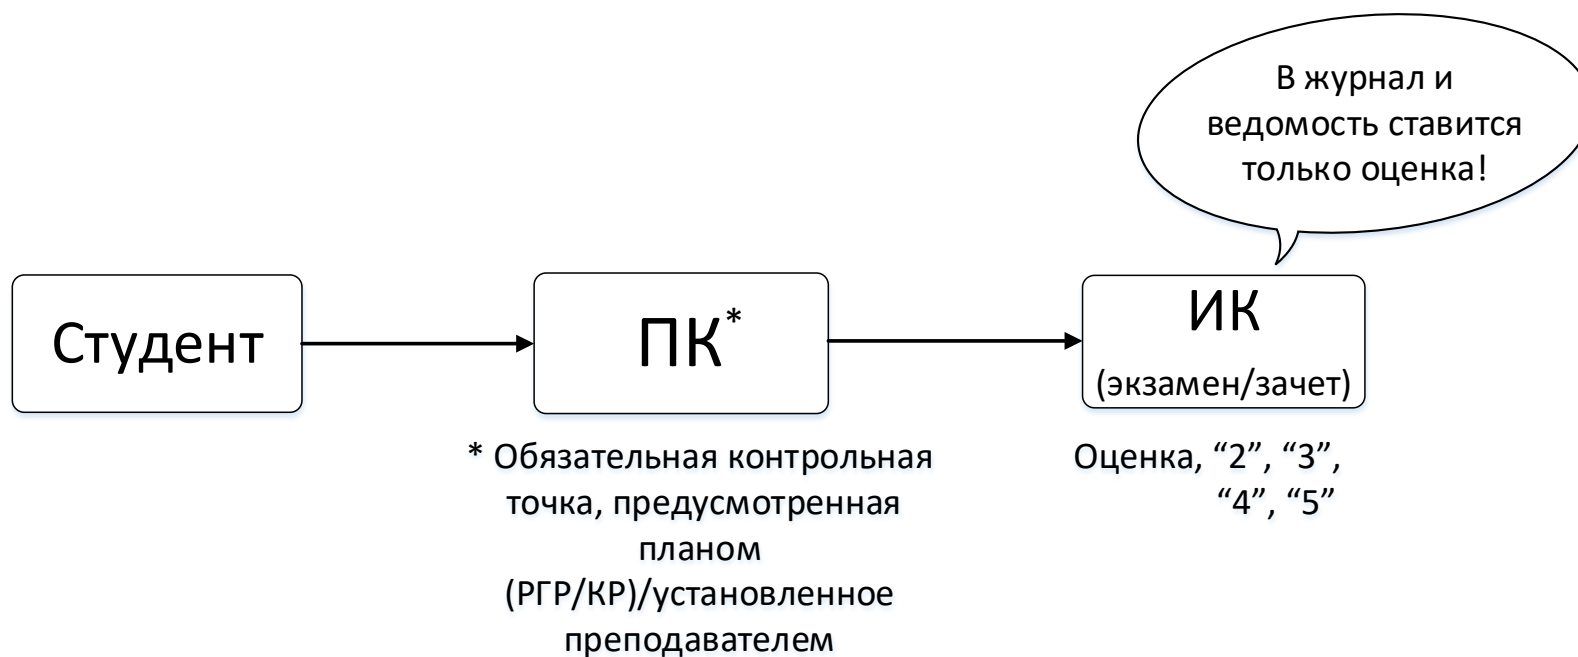 В журнал и
ведомость ставится
только оценка!
Студент
ПК*
ИК
(экзамен/зачет)
* Обязательная контрольная
точка, предусмотренная
планом
(РГР/КР)/установленное
преподавателем
Оценка, “2”, “3”,
“4”, “5”